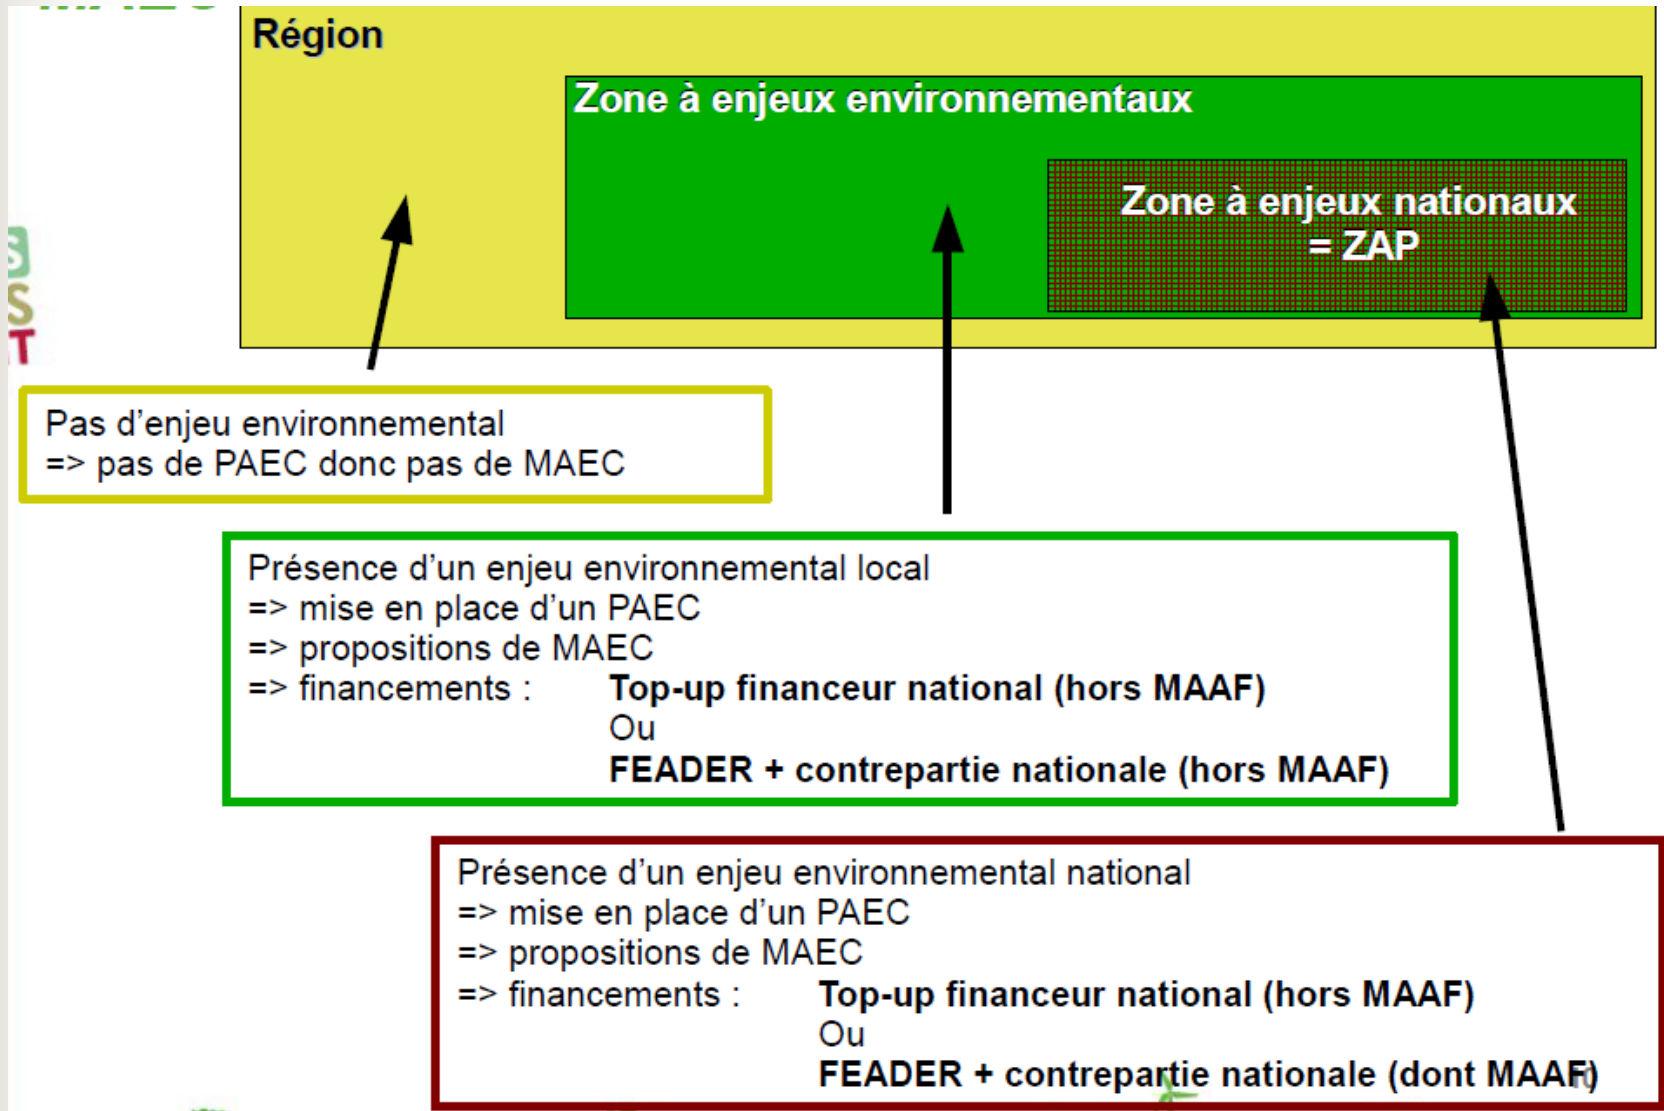 Région
Zone à enjeux environnementaux
Zone à enjeux nationaux
= ZAP
S
S
IT
Pas d'enjeu environnemental
=> pas de PAEC donc pas de MAEC
Présence d'un enjeu environnemental local
=> mise en place d'un PAEC
=> propositions de MAEC
=> financements : Top-up financeur national (hors MAAF)
Ou
FEADER + contrepartie nationale (hors MAAF)
Présence d'un enjeu environnemental national
=> mise en place d'un PAEC
=> propositions de MAEC
=> financements : Top-up financeur national (hors MAAF)
Ou
FEADER + contrepartie nationale (dont MAAF)